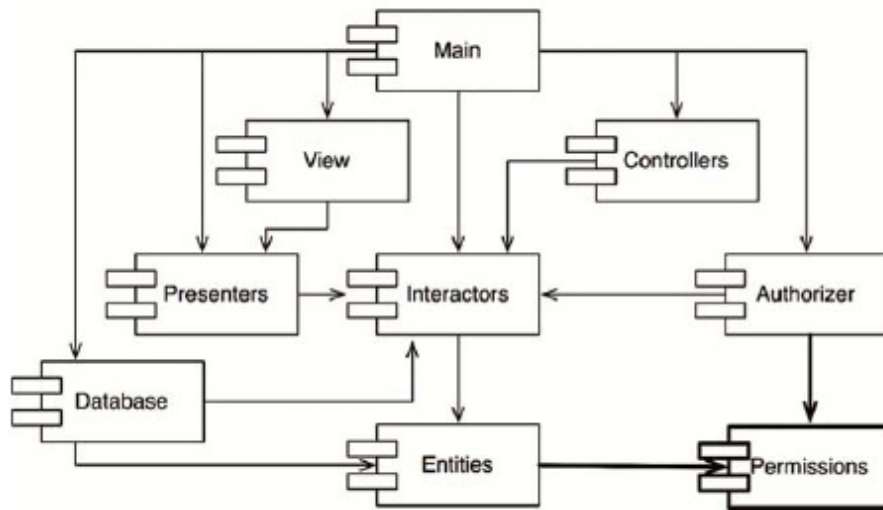 Main
View
Controllers
Presenters
Interactors
Authorizer
Database
Entities
Permissions